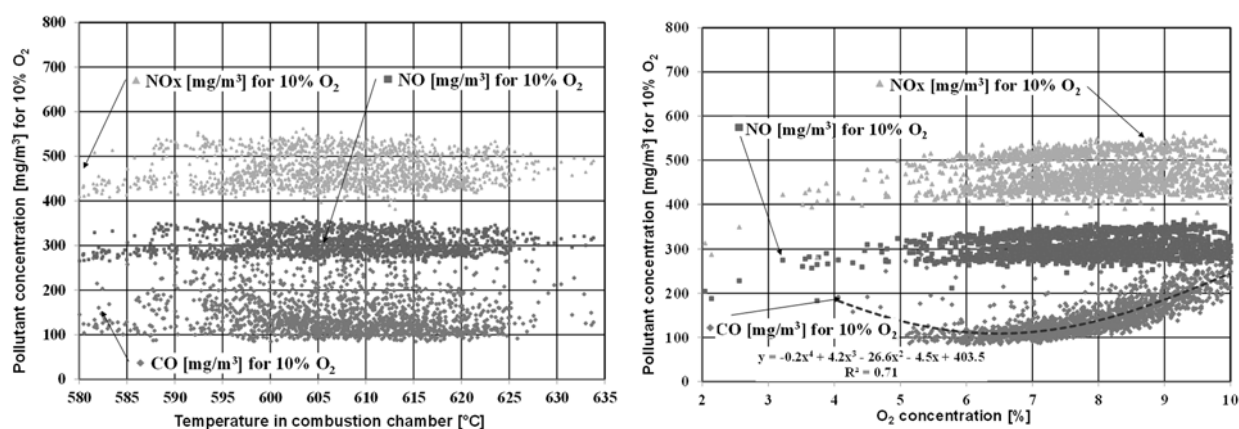 Pollutant concentration [mg/m³] for 10% O₂
800
700
600
500
400
300
200
100
0
NOx [mg/m³] for 10% O₂
NO [mg/m³] for 10% O₂
CO [mg/m³] for 10% O₂
580 585 590 595 600 605 610 615 620 625 630 635
Temperature in combustion chamber [°C]
Pollutant concentration [mg/m³] for 10% O₂
800
700
600
500
400
300
200
100
0
NOx [mg/m³] for 10% O₂
NO [mg/m³] for 10% O₂
CO [mg/m³] for 10% O₂
y = -0.2x⁴ + 4.2x³ - 26.6x² - 4.5x + 403.5
R² = 0.71
2 3 4 5 6 7 8 9 10
O₂ concentration [%]